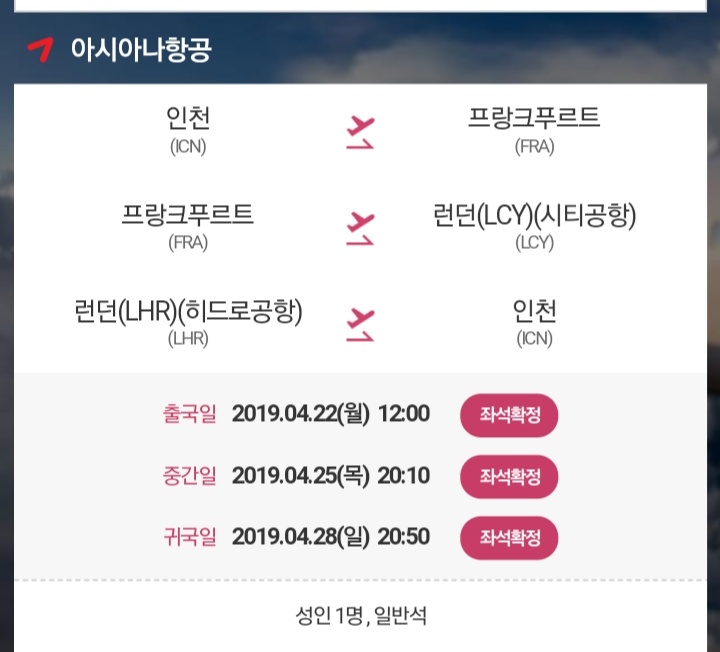 아시아나항공
인천 프랑크푸르트
(ICN) (FRA)
프랑크푸르트 런던(LCY)(시티공항)
(FRA) (LCY)
런던(LHR)(히드로공항) 인천
(LHR) (ICN)
출국일 2019.04.22(월) 12:00 좌석확정
중간일 2019.04.25(목) 20:10 좌석확정
귀국일 2019.04.28(일) 20:50 좌석확정
성인 1명 , 일반석